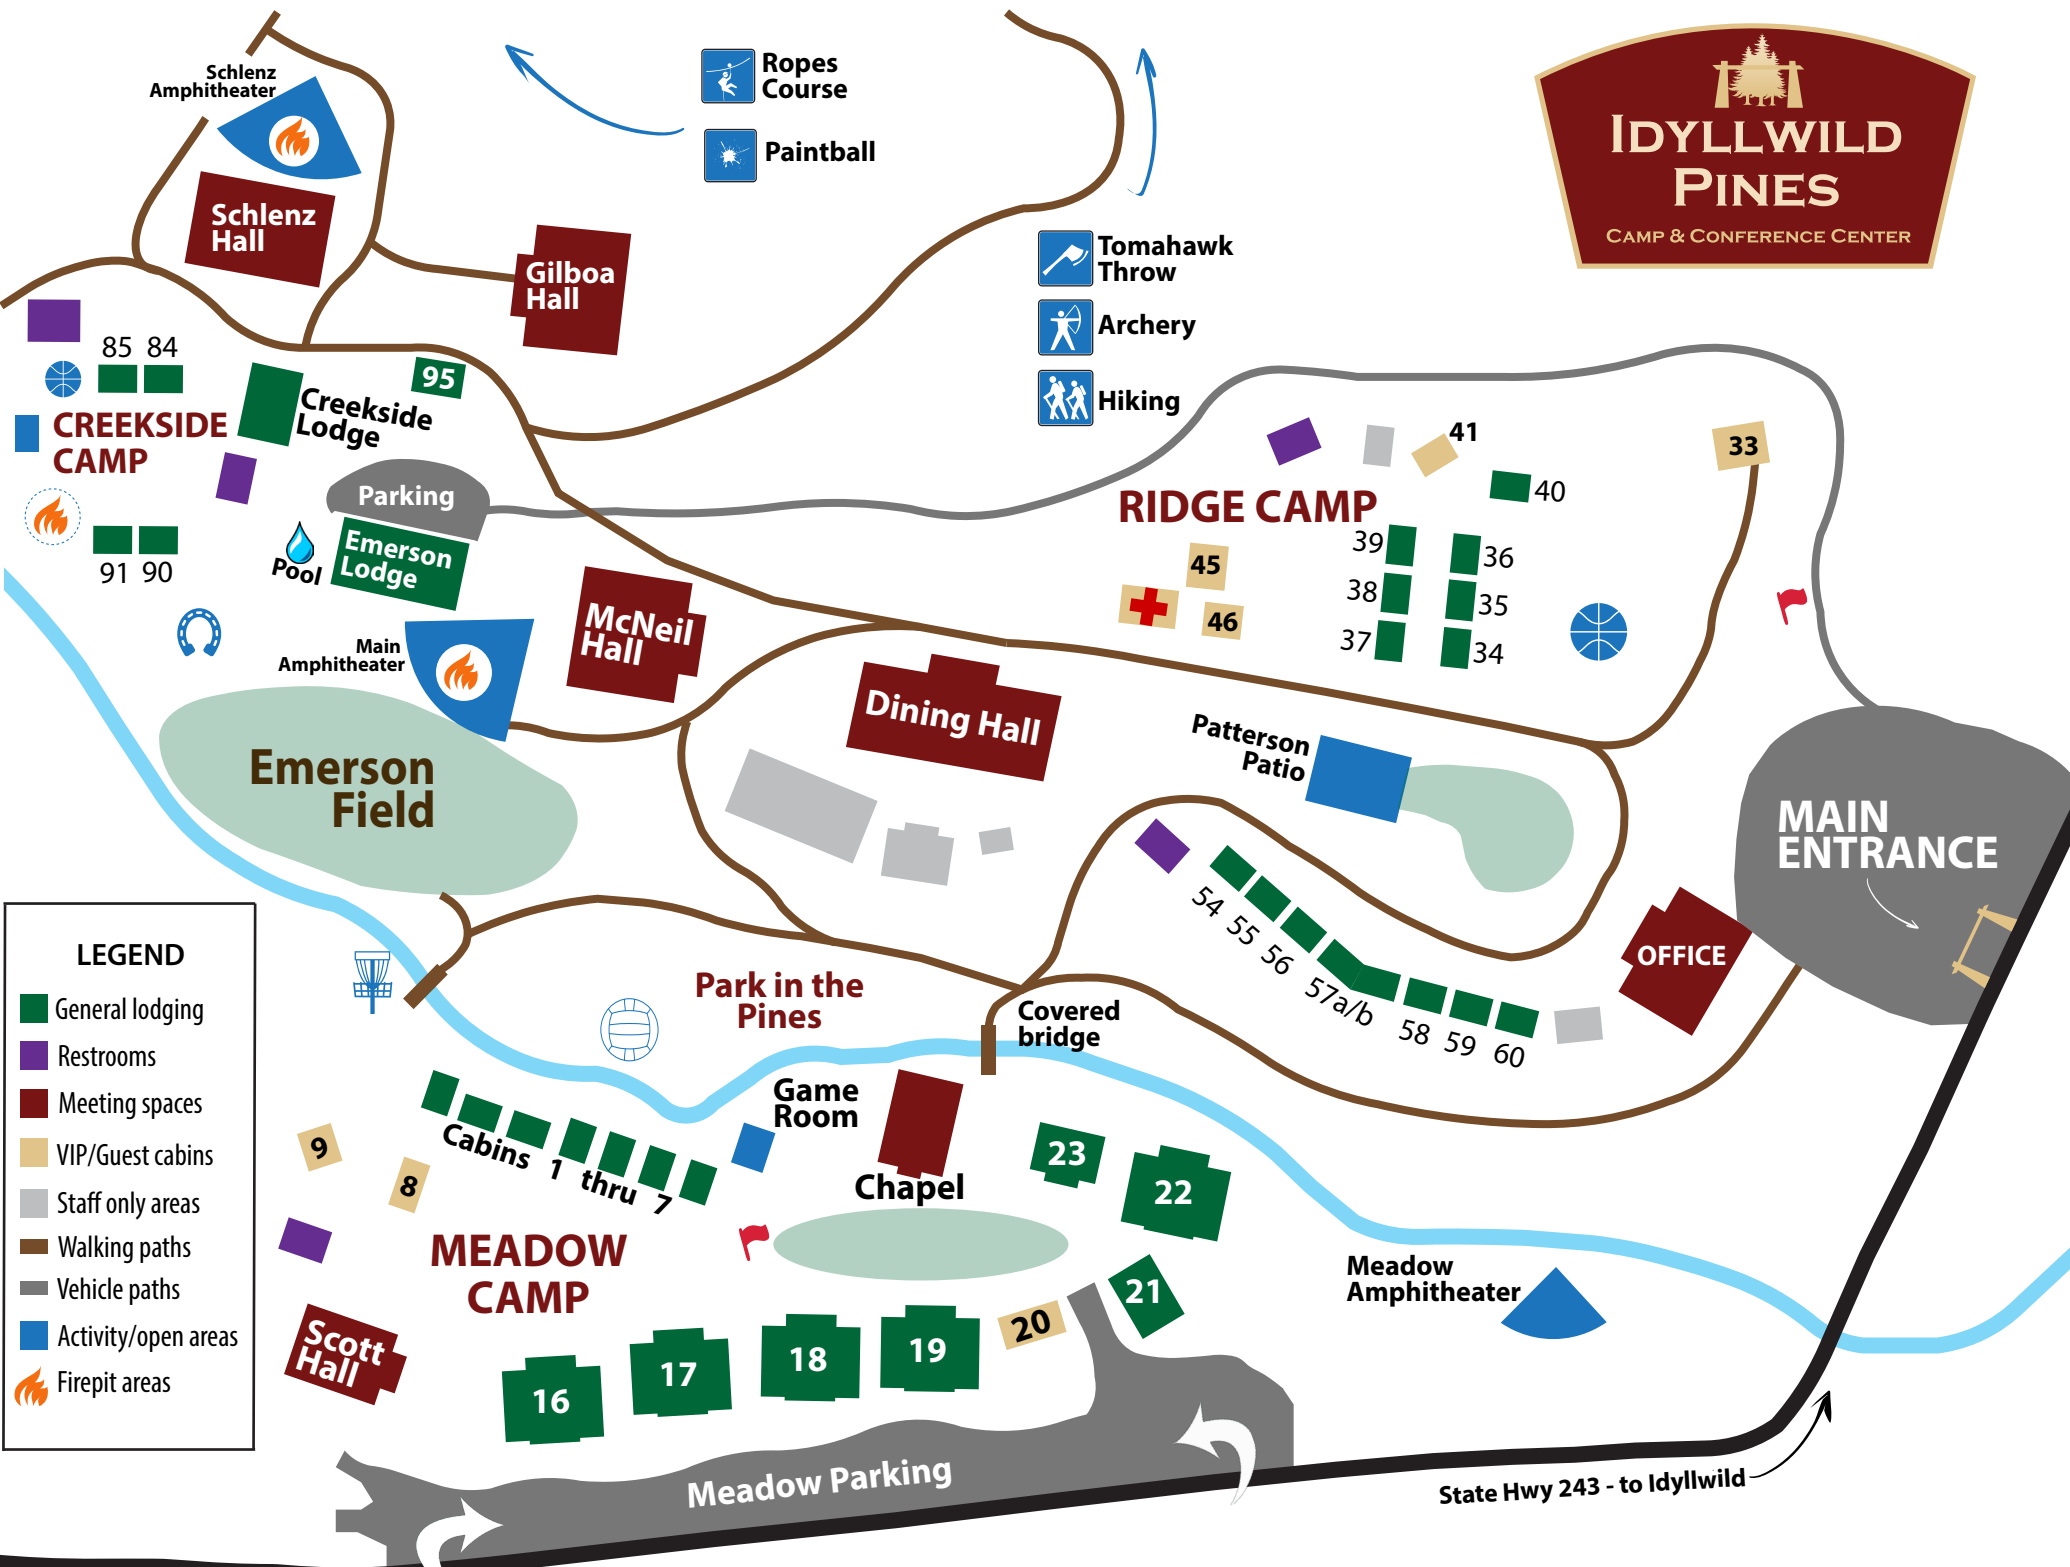 Schlenz
Amphitheater
Ropes
Course
Paintball
IDYLLWILD
PINES
CAMP & CONFERENCE CENTER
Schlenz
Hall
Gilboa
Hall
Tomahawk
Throw
Archery
Hiking
85 84
95
CREEKSIDE
CAMP
Creekside
Lodge
Parking
Pool
Emerson
Lodge
91 90
41
33
40
RIDGE CAMP
39
36
45
38
35
46
37
34
McNeil
Hall
Main
Amphitheater
Dining Hall
Patterson
Patio
Emerson
Field
MAIN
ENTRANCE
54
55
56
57a/b
58
59
60
OFFICE
LEGEND
General lodging
Restrooms
Meeting spaces
VIP/Guest cabins
Staff only areas
Walking paths
Vehicle paths
Activity/open areas
Firepit areas
Park in the
Pines
Covered
bridge
Game
Room
Cabins 1 thru 7
9
8
Chapel
23
22
MEADOW
CAMP
21
20
Meadow
Amphitheater
Scott
Hall
16
17
18
19
Meadow Parking
State Hwy 243 - to Idyllwild